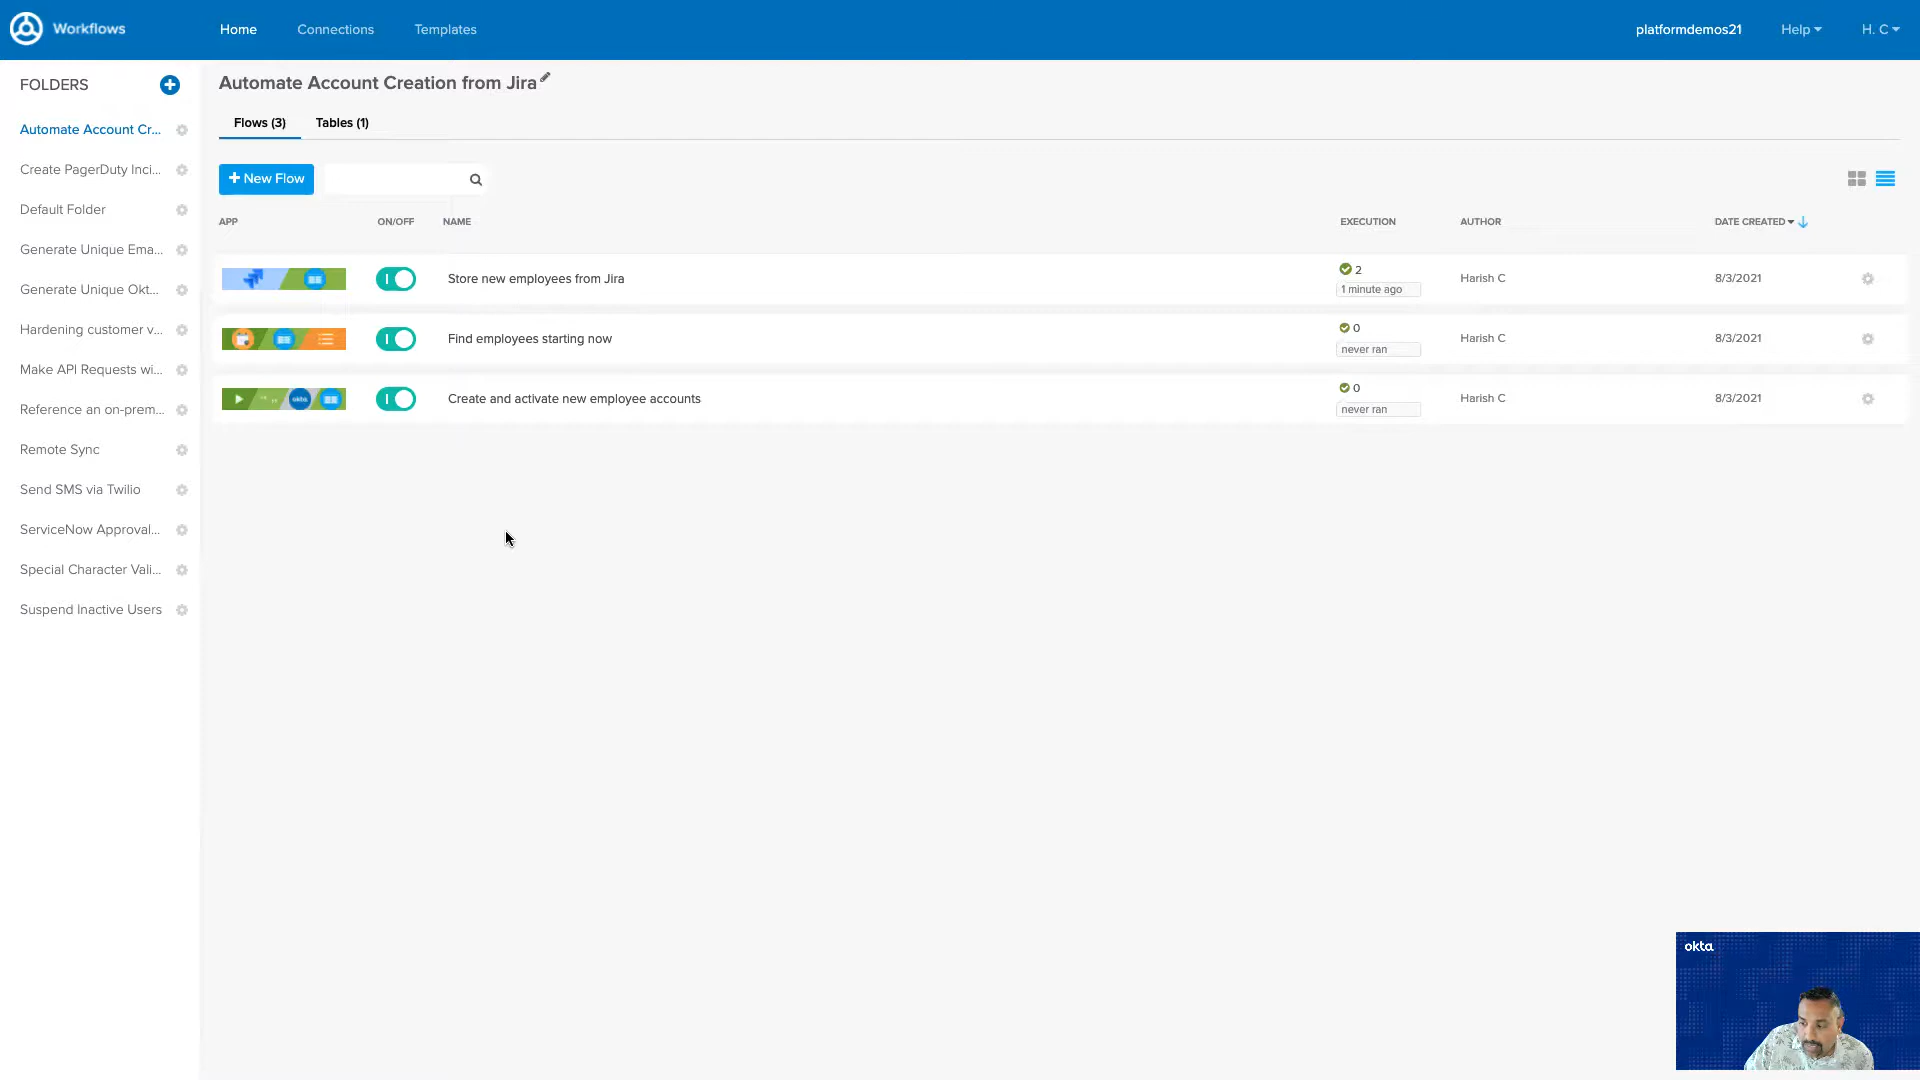 Workflows
Home
Connections
Templates
platformdemos21
Help
H. C
FOLDERS
Automate Account Cr...
Create PagerDuty Inci...
Default Folder
Generate Unique Ema...
Generate Unique Okt...
Hardening customer v...
Make API Requests wi...
Reference an on-prem...
Remote Sync
Send SMS via Twilio
ServiceNow Approval...
Special Character Vali...
Suspend Inactive Users
Automate Account Creation from Jira
Flows (3)
Tables (1)
+ New Flow
APP
ON/OFF
NAME
EXECUTION
AUTHOR
DATE CREATED
Store new employees from Jira
2
1 minute ago
Harish C
8/3/2021
Find employees starting now
0
never ran
Harish C
8/3/2021
okta
Create and activate new employee accounts
0
never ran
Harish C
8/3/2021
okta